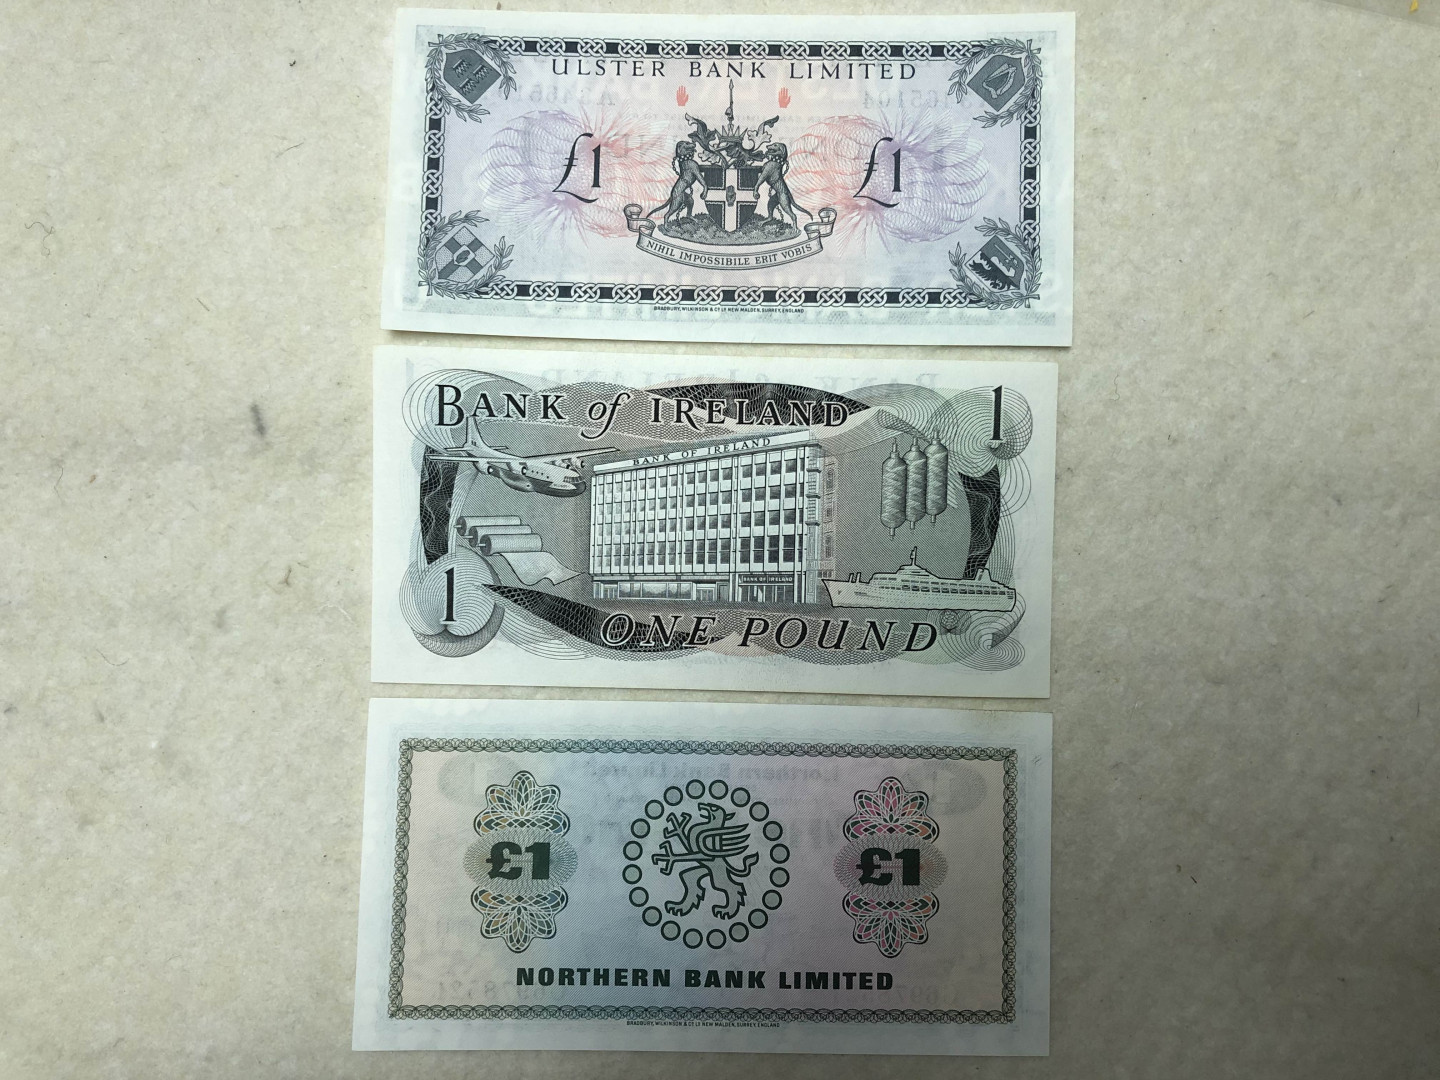 ULSTER BANK LIMITED
£1
£1
NIHIL IMPOSSIBILE ERIT VOBIS
BRADBURY, WILKINSON & Co Ld NEW MALDEN, SURREY, ENGLAND
BANK of IRELAND
1
BANK OF IRELAND
BANK OF IRELAND
1
ONE POUND
£1
£1
NORTHERN BANK LIMITED
BRADBURY, WILKINSON & Co Ld NEW MALDEN, SURREY, ENGLAND